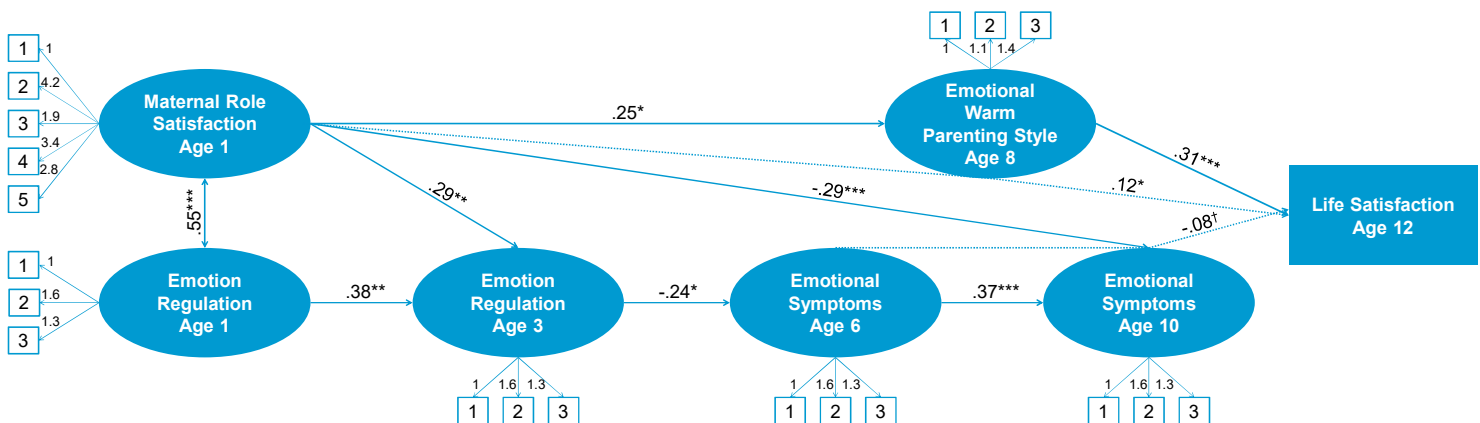 1
2
3
1
1.1
1.4
1
2
3
4
5
1
4.2
1.9
3.4
2.8
Maternal Role
Satisfaction
Age 1
.25*
Emotional
Warm
Parenting Style
Age 8
.31***
.12*
.29**
-.29***
.55***
-.08†
Life Satisfaction
Age 12
1
2
3
1
1.6
1.3
Emotion
Regulation
Age 1
.38**
Emotion
Regulation
Age 3
-.24*
Emotional
Symptoms
Age 6
.37***
Emotional
Symptoms
Age 10
1
1.6
1.3
1
2
3
1
1.6
1.3
1
2
3
1
1.6
1.3
1
2
3